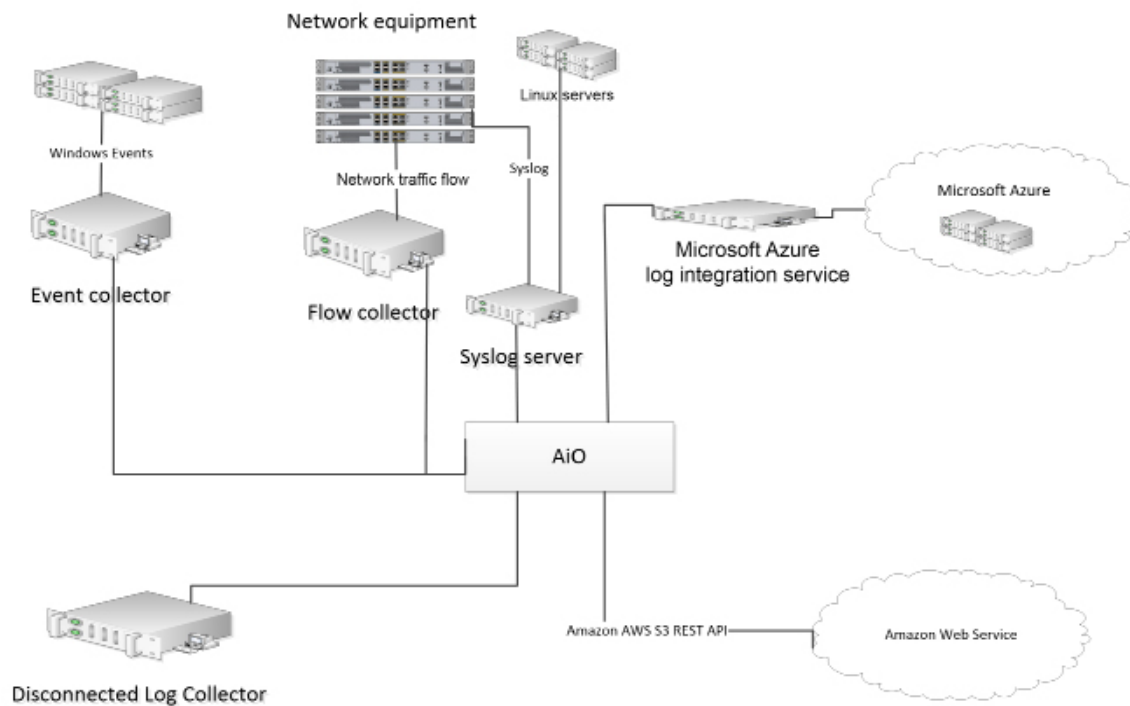 Network equipment
Linux servers
Windows Events
Syslog
Network traffic flow
Microsoft Azure
Microsoft Azure
log integration service
Event collector
Flow collector
Syslog server
AiO
Amazon AWS S3 REST API
Amazon Web Service
Disconnected Log Collector